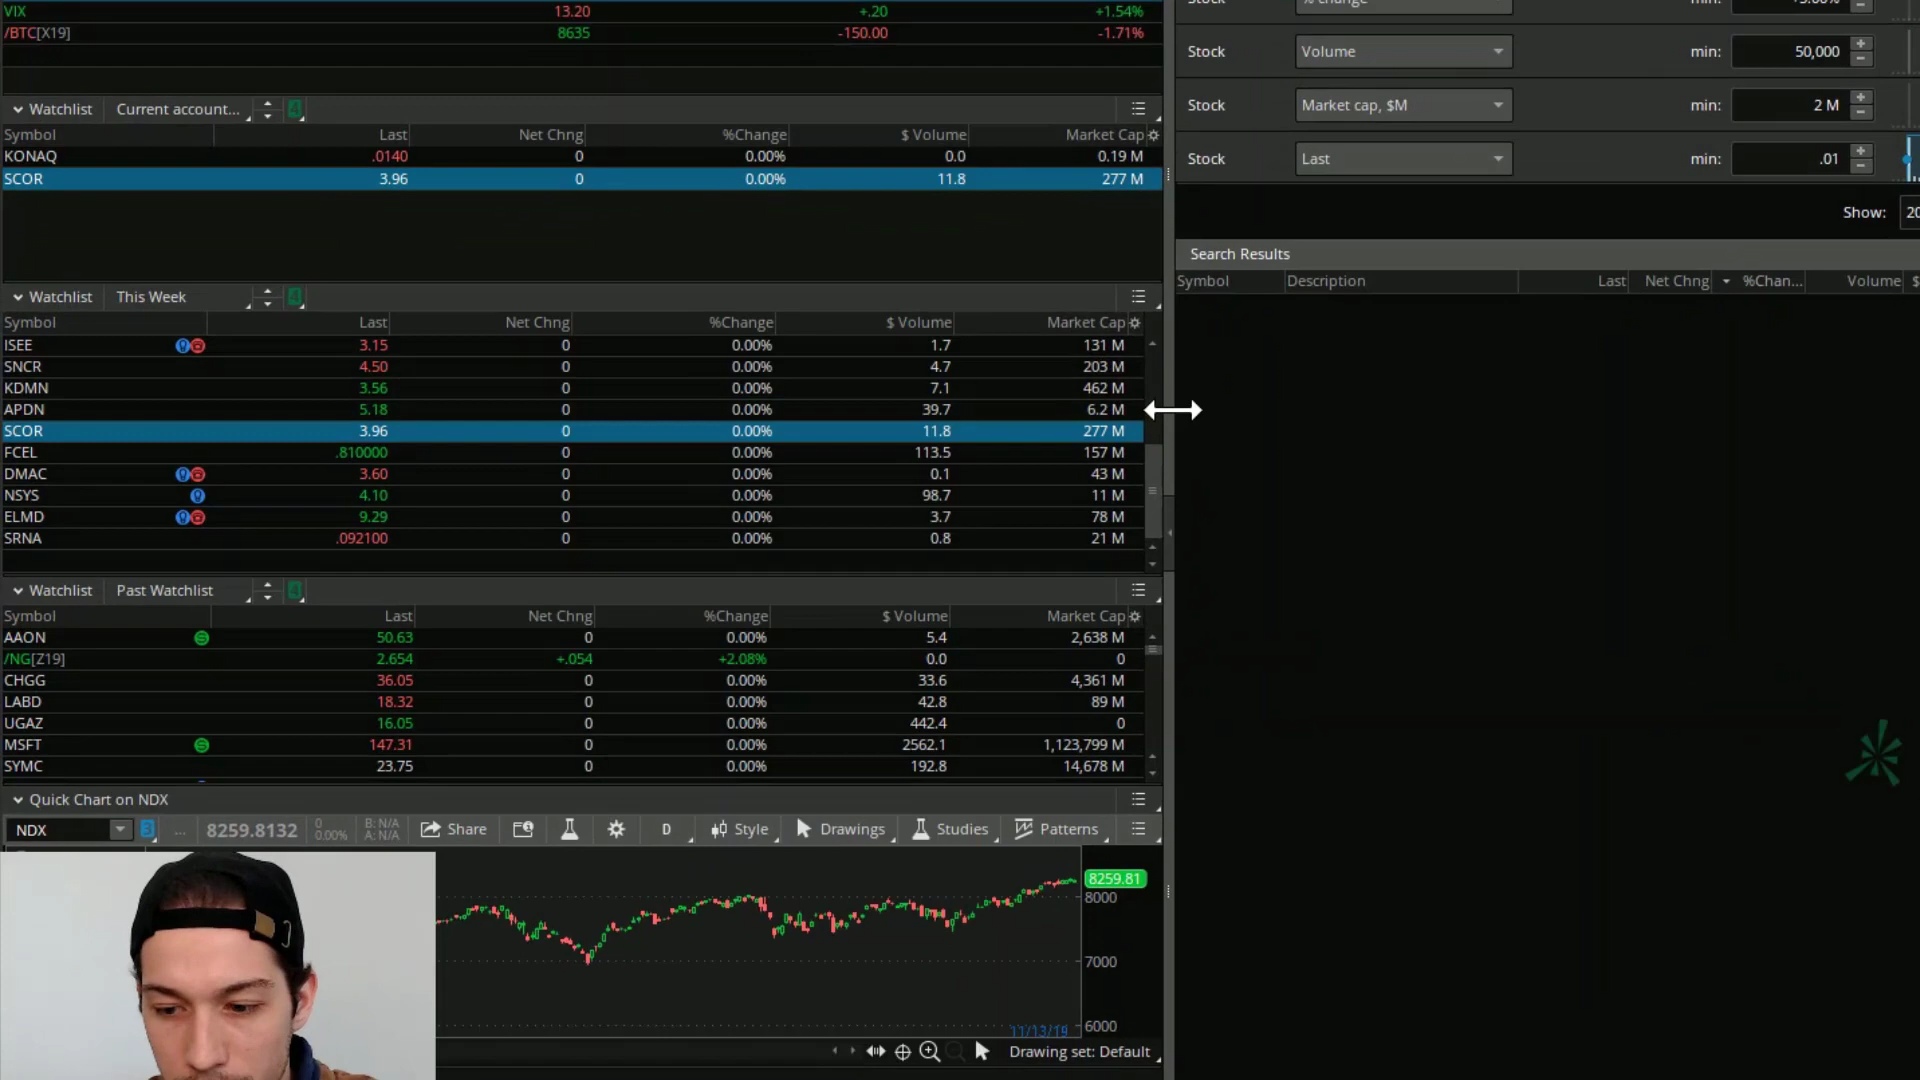 VIX 13.20 +.20 +1.54%
/BTC[X19] 8635 -150.00 -1.71%
Watchlist Current account...
Symbol Last Net Chng %Change $ Volume Market Cap
KONAQ .0140 0 0.00% 0.0 0.19 M
SCOR 3.96 0 0.00% 11.8 277 M
Watchlist This Week
Symbol Last Net Chng %Change $ Volume Market Cap
ISEE 3.15 0 0.00% 1.7 131 M
SNCR 4.50 0 0.00% 4.7 203 M
KDMN 3.56 0 0.00% 7.1 462 M
APDN 5.18 0 0.00% 39.7 6.2 M
SCOR 3.96 0 0.00% 11.8 277 M
FCEL .810000 0 0.00% 113.5 157 M
DMAC 3.60 0 0.00% 0.1 43 M
NSYS 4.10 0 0.00% 98.7 11 M
ELMD 9.29 0 0.00% 3.7 78 M
SRNA .092100 0 0.00% 0.8 21 M
Watchlist Past Watchlist
Symbol Last Net Chng %Change $ Volume Market Cap
AAON 50.63 0 0.00% 5.4 2,638 M
/NG[Z19] 2.654 +.054 +2.08% 0.0 0
CHGG 36.05 0 0.00% 33.6 4,361 M
LABD 18.32 0 0.00% 42.8 89 M
UGAZ 16.05 0 0.00% 442.4 0
MSFT 147.31 0 0.00% 2562.1 1,123,799 M
SYMC 23.75 0 0.00% 192.8 14,678 M
Quick Chart on NDX
NDX 3 ... 8259.8132 0 0.00% B: N/A A: N/A Share D Style Drawings Studies Patterns
8259.81
8000
7000
6000
11/13/19
Drawing set: Default
Stock Volume min: 50,000
Stock Market cap, $M min: 2 M
Stock Last min: .01
Show: 20
Search Results
Symbol Description Last Net Chng %Chan... Volume $